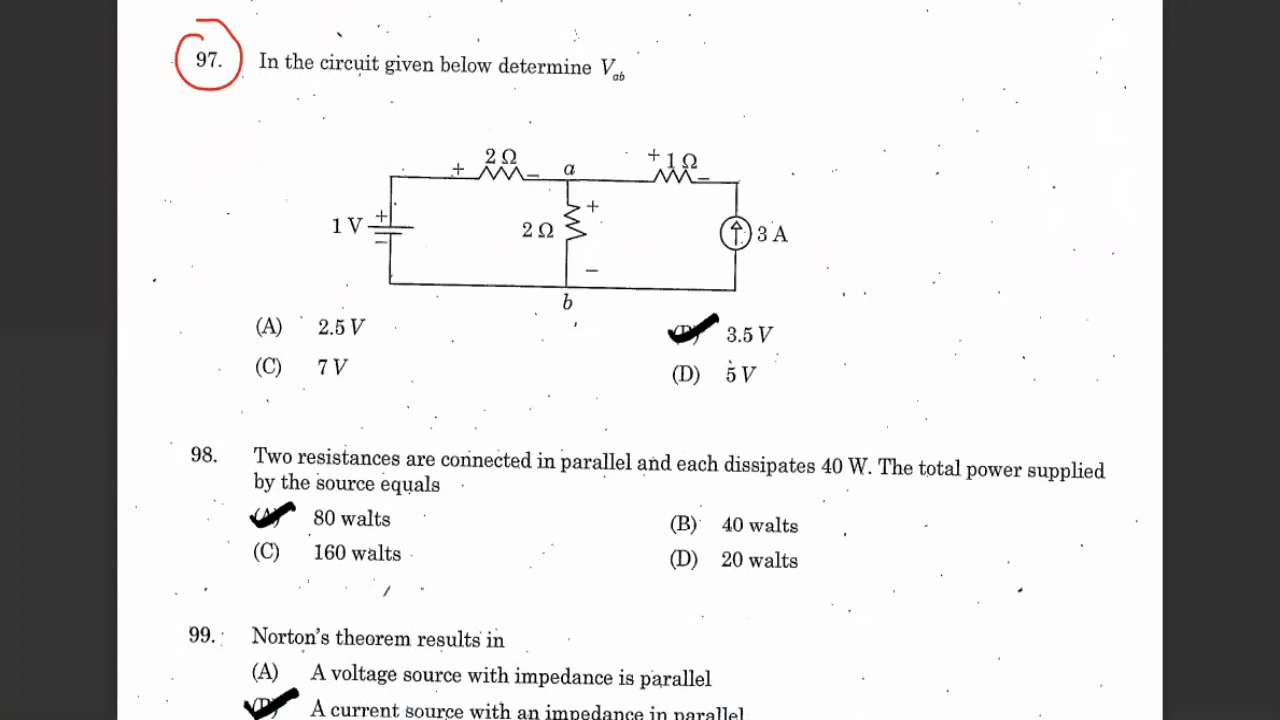 97. In the circuit given below determine Vab
+ 2 Ω − a + 1 Ω −
1 V + − 2 Ω + − 3 A
b
(A) 2.5 V 3.5 V
(C) 7 V (D) 5 V
98. Two resistances are connected in parallel and each dissipates 40 W. The total power supplied
by the source equals
(A) 80 walts (B) 40 walts
(C) 160 walts (D) 20 walts
99. Norton's theorem results in
(A) A voltage source with impedance is parallel
A current source with an impedance in parallel